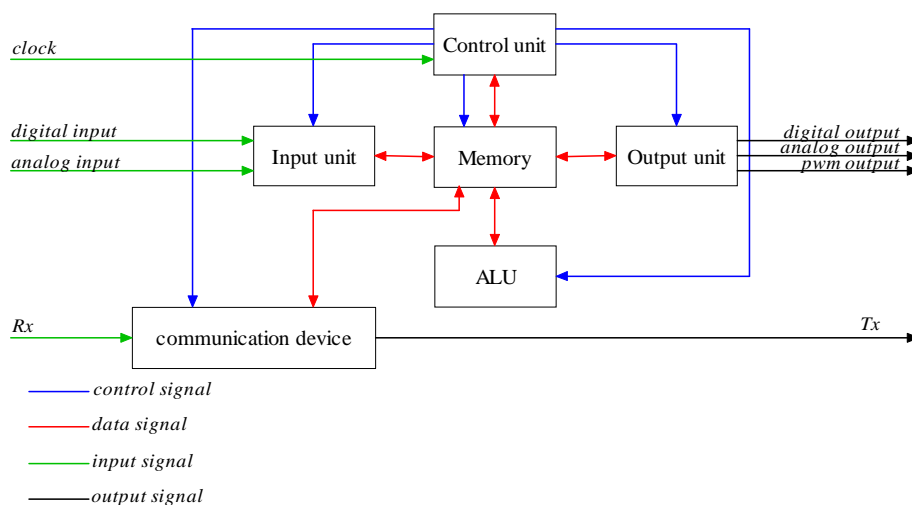 clock
Control unit
digital input
analog input
Input unit
Memory
Output unit
digital output
analog output
pwm output
ALU
Rx
communication device
Tx
control signal
data signal
input signal
output signal